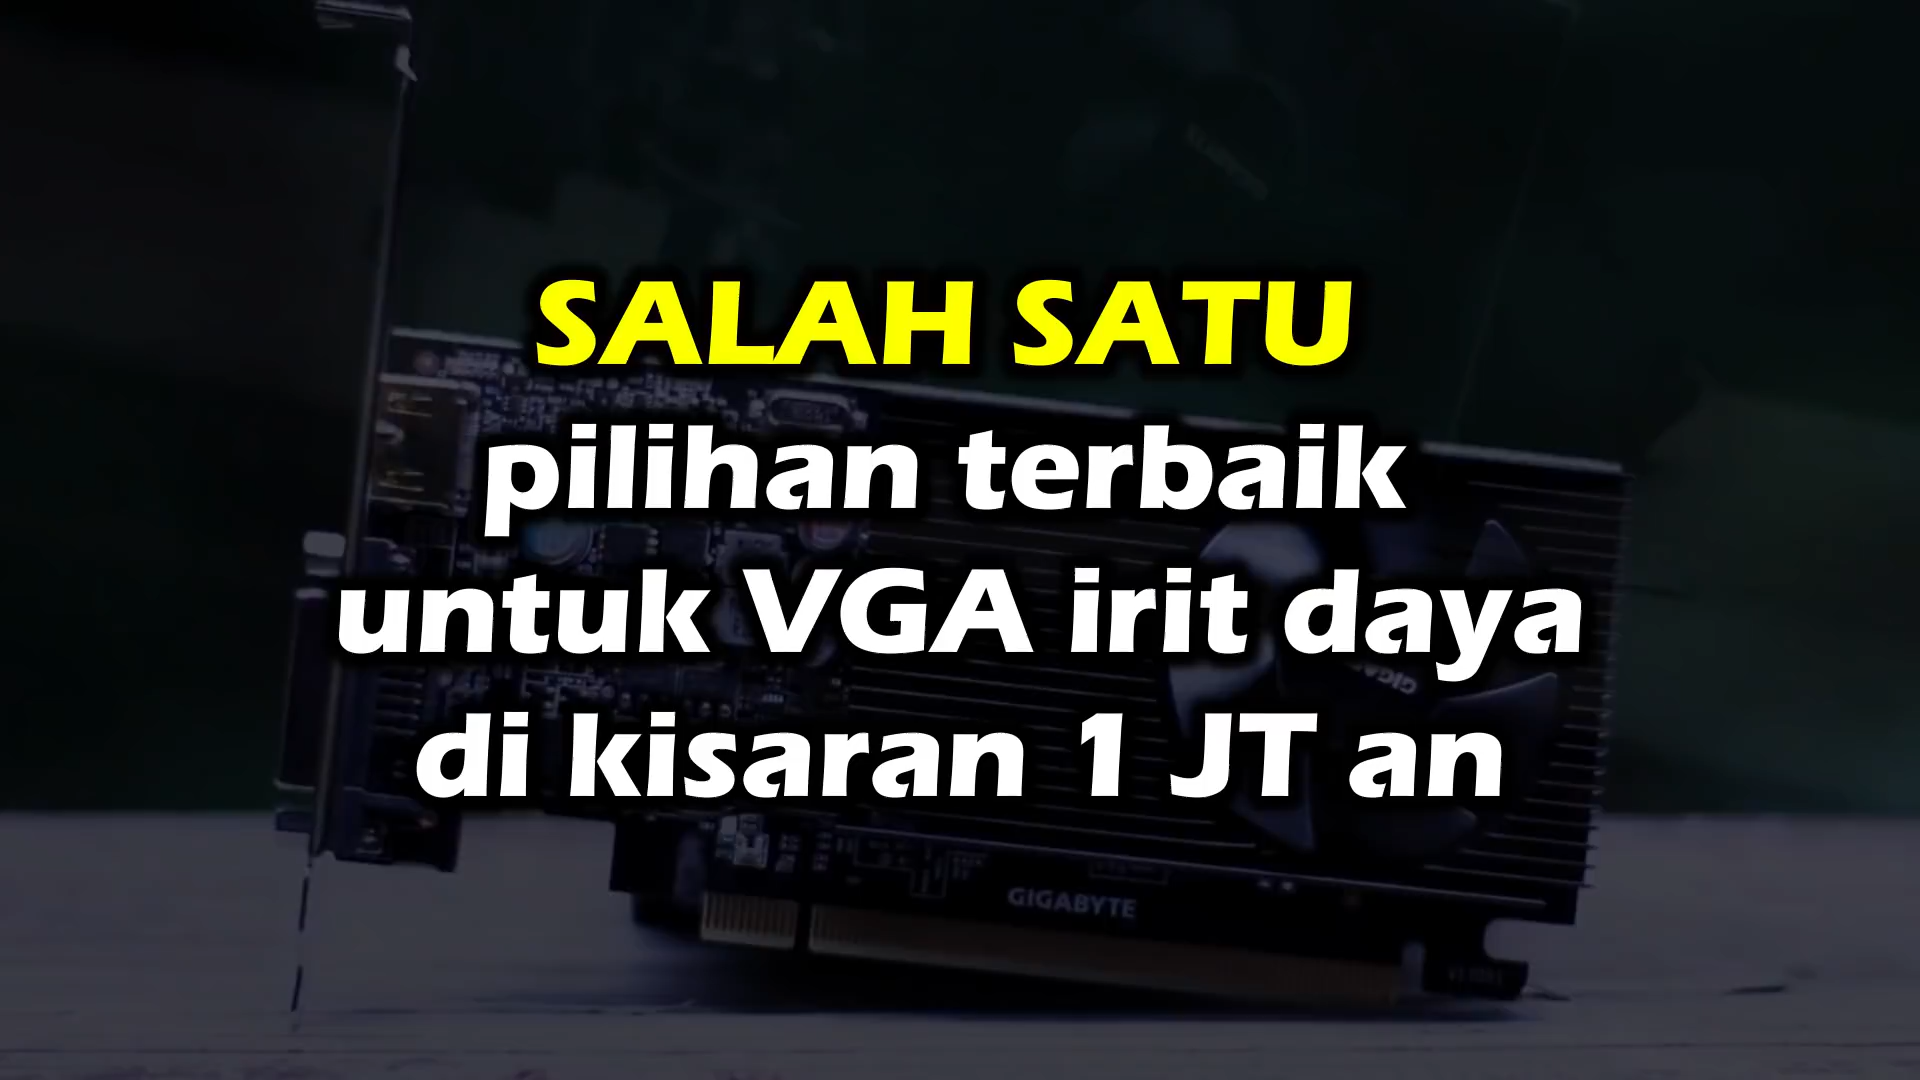 SALAH SATU
pilihan terbaik
untuk VGA irit daya
di kisaran 1 JT an
GIGABYTE